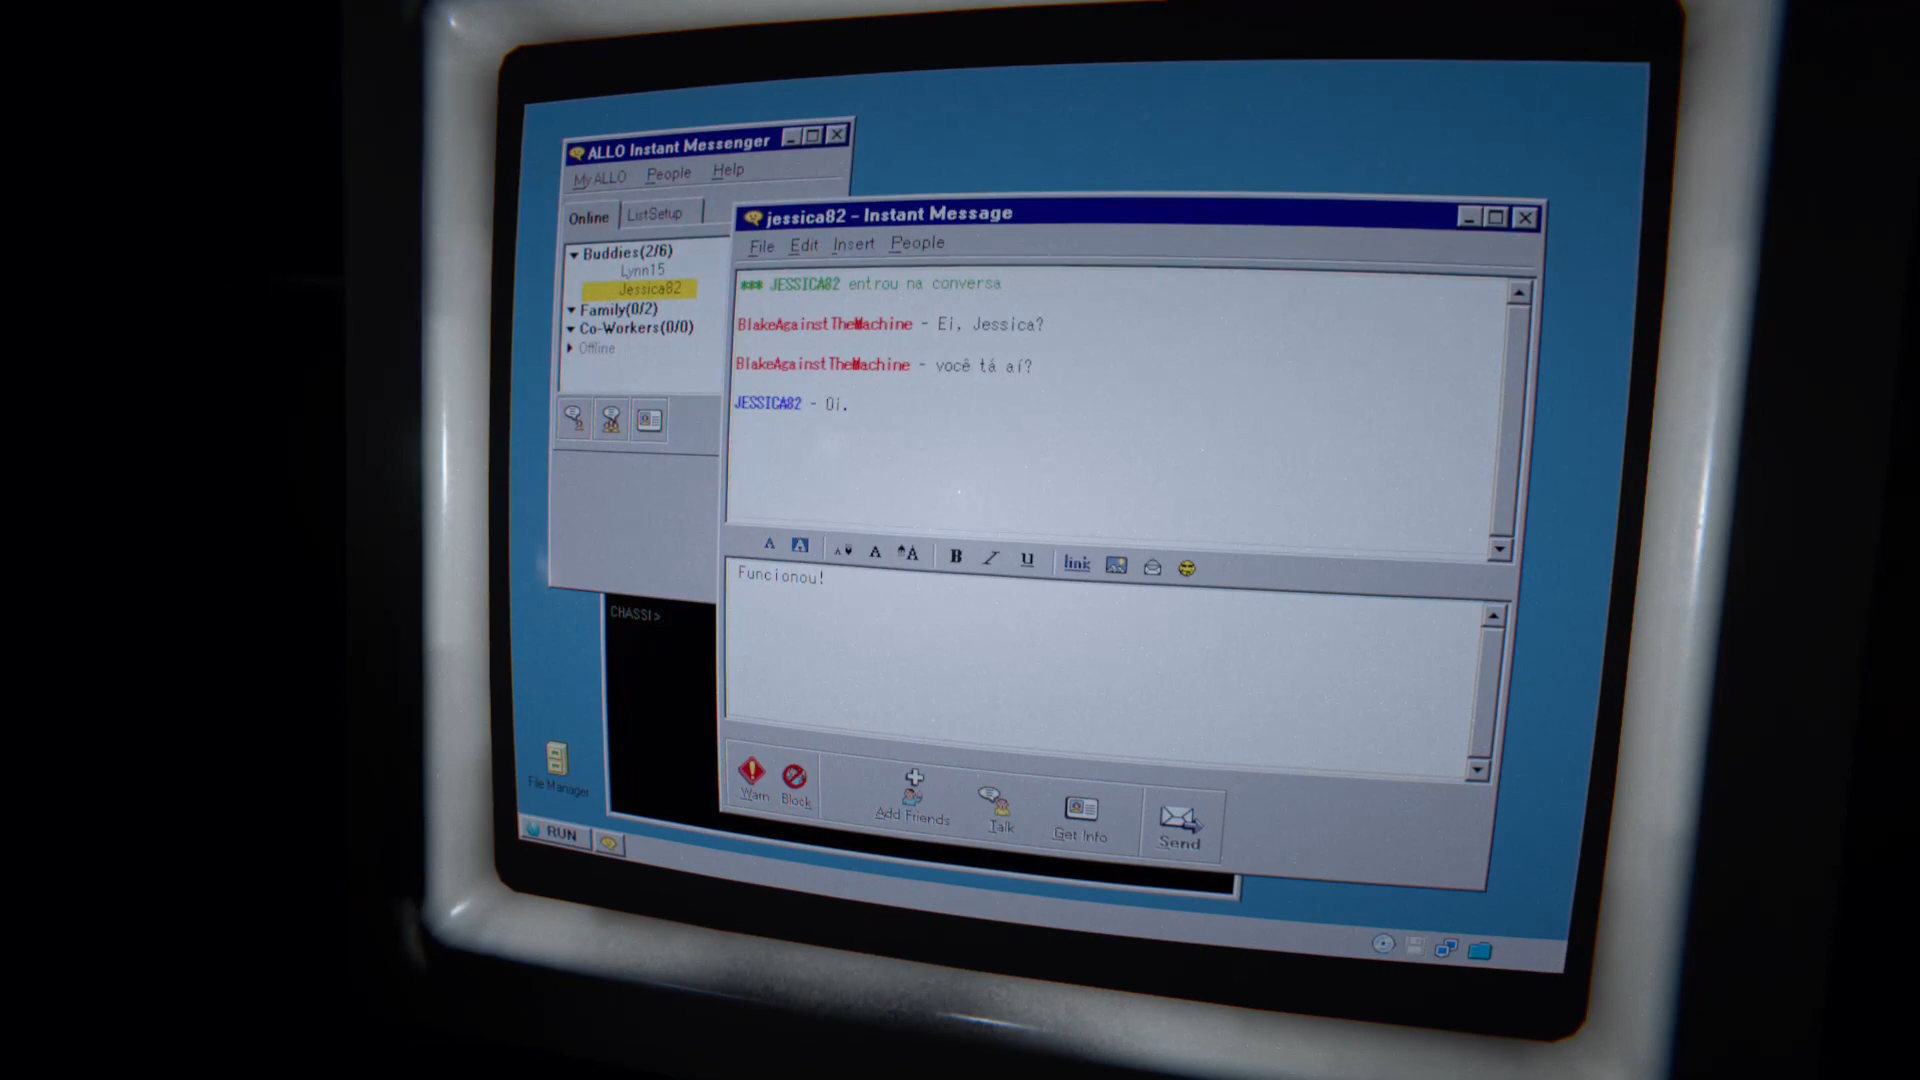 ALLO Instant Messenger
My ALLO People Help
Online ListSetup
Buddies(2/6)
Lynn15
Jessica82
Family(0/2)
Co-Workers(0/0)
Offline
jessica82 - Instant Message
File Edit Insert People
*** JESSICA82 entrou na conversa
BlakeAgainstTheMachine - Ei, Jessica?
BlakeAgainstTheMachine - você tá aí?
JESSICA82 - Oi.
A A A A A B I U link
Funcionou!
Warn Block Add Friends Talk Get Info Send
CHASSI>
File Manager
RUN